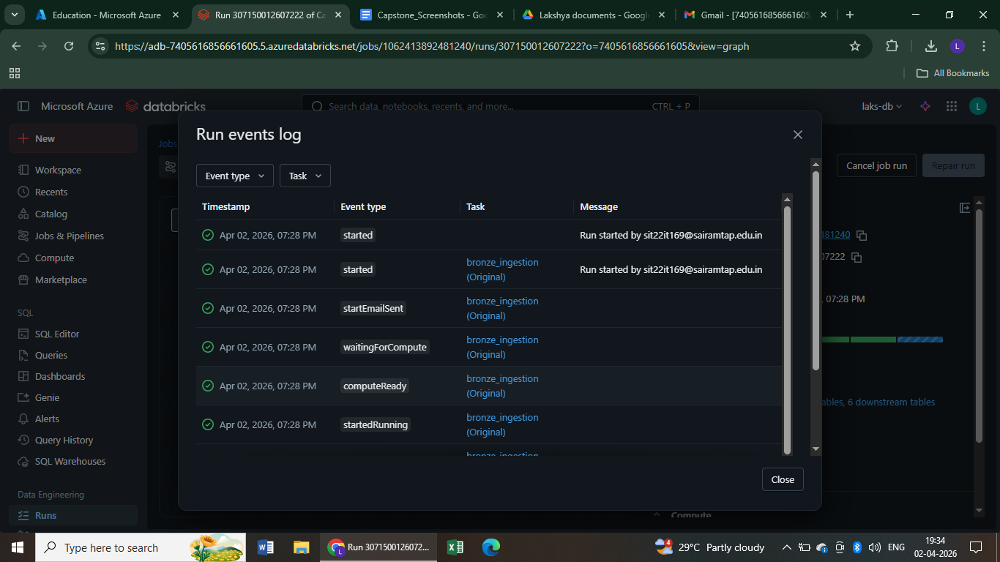 Education - Microsoft Azure
Run 307150012607222 of Ca
Capstone_Screenshots - Goo
Lakshya documents - Google
Gmail - [7405616856661605]
https://adb-7405616856661605.5.azuredatabricks.net/jobs/1062413892481240/runs/307150012607222?o=7405616856661605&view=graph
L
All Bookmarks
Microsoft Azure
databricks
Search data, notebooks, recents, and more...
CTRL + P
laks-db
L
New
Workspace
Recents
Catalog
Jobs & Pipelines
Compute
Marketplace
SQL
SQL Editor
Queries
Dashboards
Genie
Alerts
Query History
SQL Warehouses
Data Engineering
Runs
Jobs
Run events log
Event type
Task
Timestamp Event type Task Message
Apr 02, 2026, 07:28 PM started Run started by sit22it169@sairamtap.edu.in
Apr 02, 2026, 07:28 PM started bronze_ingestion (Original) Run started by sit22it169@sairamtap.edu.in
Apr 02, 2026, 07:28 PM startEmailSent bronze_ingestion (Original)
Apr 02, 2026, 07:28 PM waitingForCompute bronze_ingestion (Original)
Apr 02, 2026, 07:28 PM computeReady bronze_ingestion (Original)
Apr 02, 2026, 07:28 PM startedRunning bronze_ingestion (Original)
bronze_ingestion
Close
Cancel job run
Repair run
481240
07222
, 07:28 PM
ables, 6 downstream tables
Compute
Type here to search
Run 3071500126072...
29°C Partly cloudy
ENG
19:34
02-04-2026